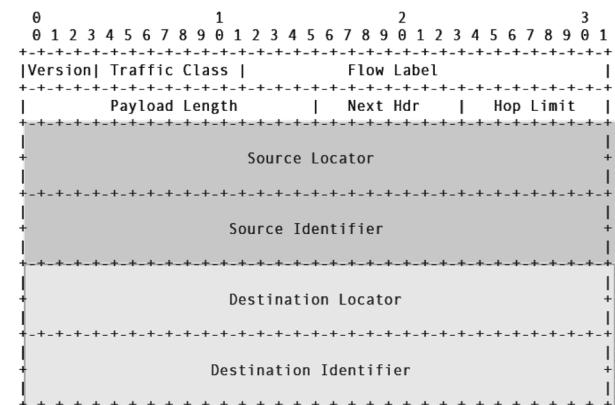 0                   1                   2                   3
0 1 2 3 4 5 6 7 8 9 0 1 2 3 4 5 6 7 8 9 0 1 2 3 4 5 6 7 8 9 0 1
+-+-+-+-+-+-+-+-+-+-+-+-+-+-+-+-+-+-+-+-+-+-+-+-+-+-+-+-+-+-+-+-+
|Version| Traffic Class |           Flow Label                  |
+-+-+-+-+-+-+-+-+-+-+-+-+-+-+-+-+-+-+-+-+-+-+-+-+-+-+-+-+-+-+-+-+
|         Payload Length        |   Next Hdr    |   Hop Limit   |
+-+-+-+-+-+-+-+-+-+-+-+-+-+-+-+-+-+-+-+-+-+-+-+-+-+-+-+-+-+-+-+-+
|                                                               |
+                        Source Locator                         +
|                                                               |
+-+-+-+-+-+-+-+-+-+-+-+-+-+-+-+-+-+-+-+-+-+-+-+-+-+-+-+-+-+-+-+-+
|                                                               |
+                      Source Identifier                        +
|                                                               |
+-+-+-+-+-+-+-+-+-+-+-+-+-+-+-+-+-+-+-+-+-+-+-+-+-+-+-+-+-+-+-+-+
|                                                               |
+                      Destination Locator                      +
|                                                               |
+-+-+-+-+-+-+-+-+-+-+-+-+-+-+-+-+-+-+-+-+-+-+-+-+-+-+-+-+-+-+-+-+
|                                                               |
+                    Destination Identifier                     +
|                                                               |
+-+-+-+-+-+-+-+-+-+-+-+-+-+-+-+-+-+-+-+-+-+-+-+-+-+-+-+-+-+-+-+-+